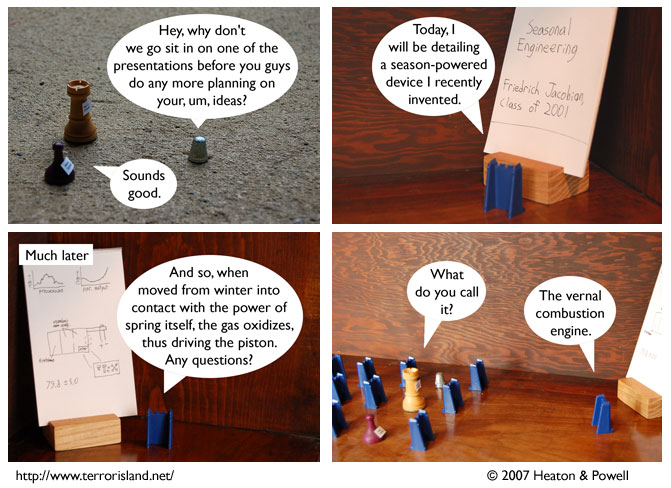 Hey, why don't
we go sit in on one of the
presentations before you guys
do any more planning on
your, um, ideas?
Sounds
good.
Today, I
will be detailing
a season-powered
device I recently
invented.
Seasonal
Engineering
Friedrich Jacobian,
class of 2001
Much later
And so, when
moved from winter into
contact with the power of
spring itself, the gas oxidizes,
thus driving the piston.
Any questions?
What
do you call
it?
The vernal
combustion
engine.
http://www.terrorisland.net/
© 2007 Heaton & Powell